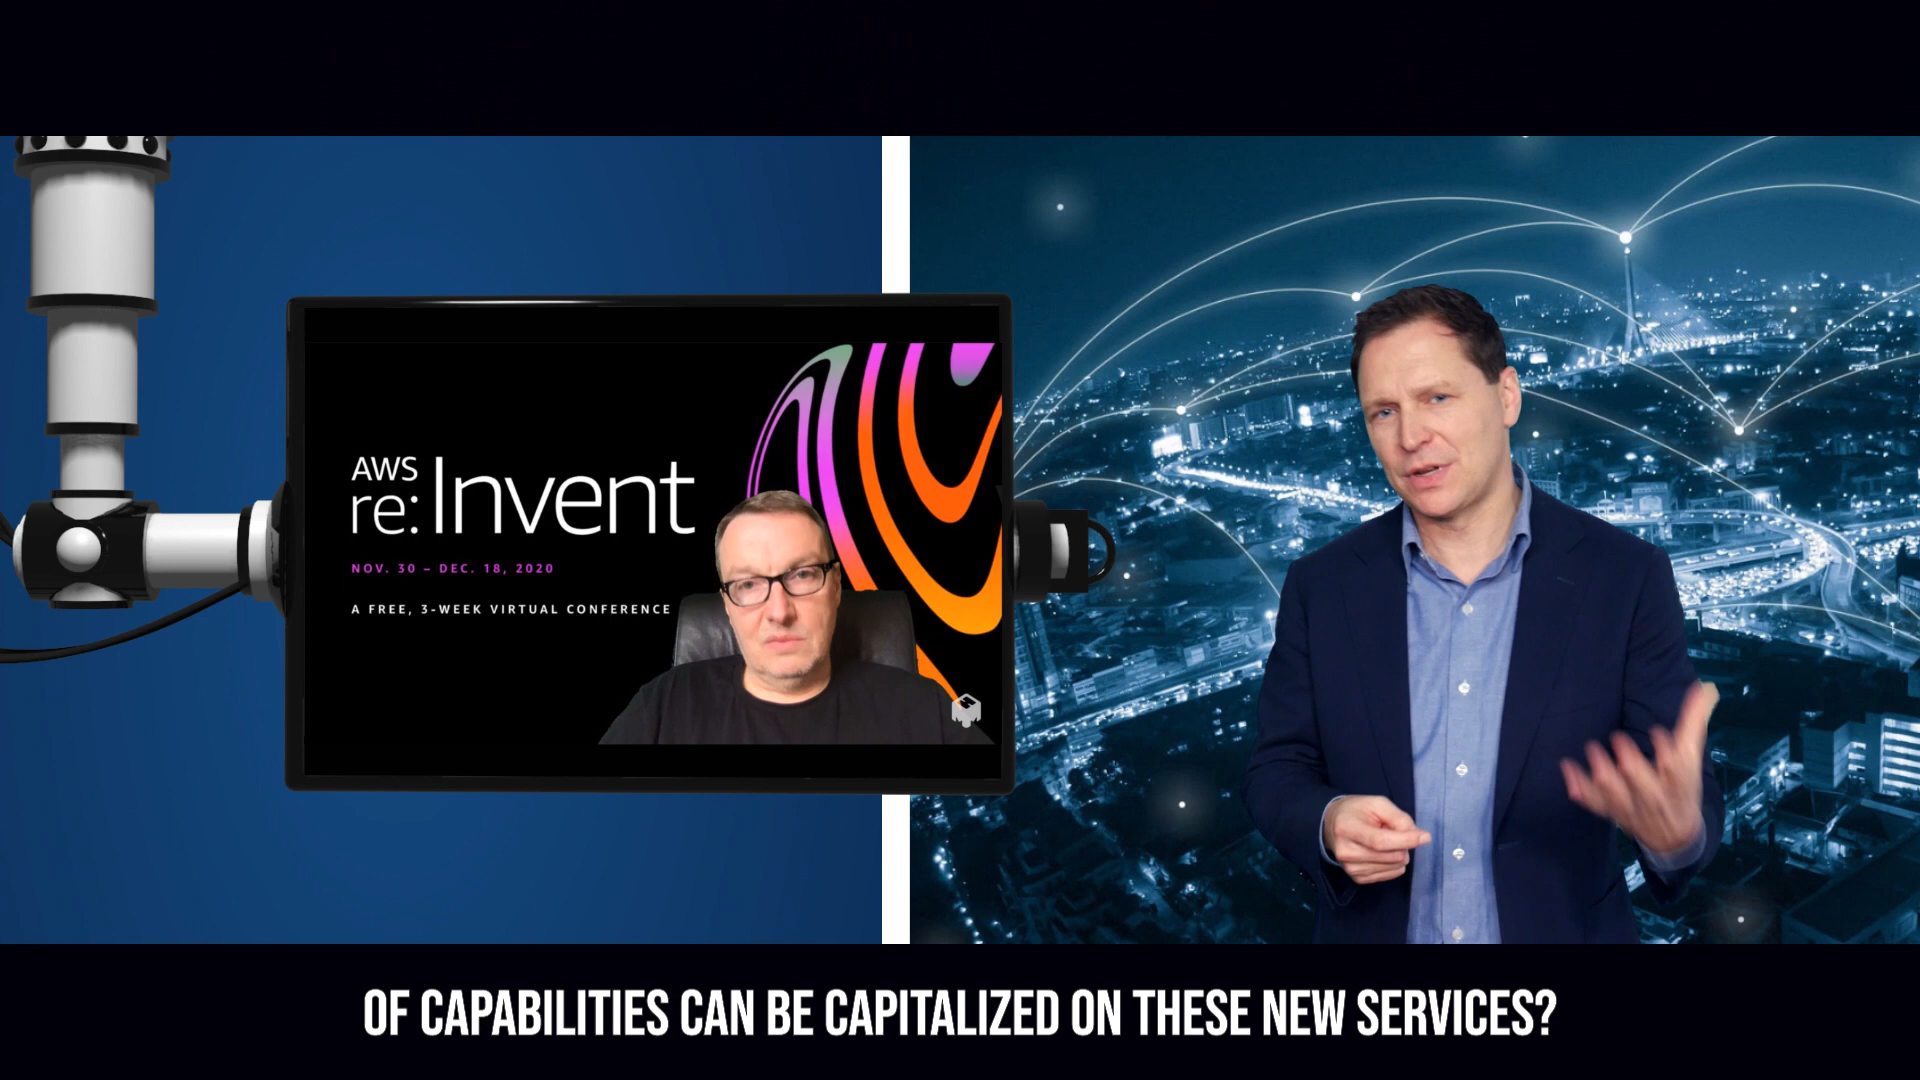 AWS
re:Invent
NOV. 30 – DEC. 18, 2020
A FREE, 3-WEEK VIRTUAL CONFERENCE
OF CAPABILITIES CAN BE CAPITALIZED ON THESE NEW SERVICES?